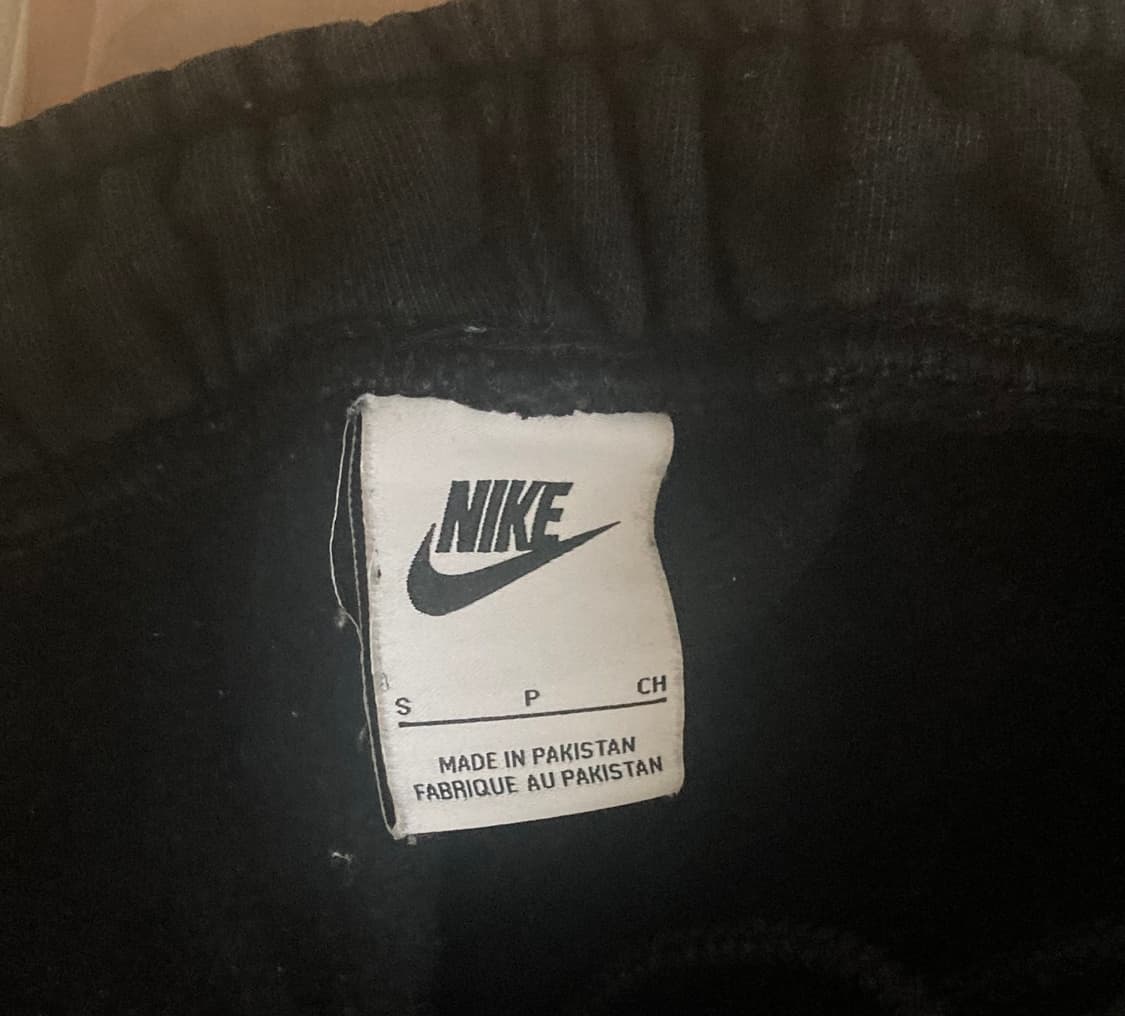 NIKE
S P CH
MADE IN PAKISTAN
FABRIQUE AU PAKISTAN